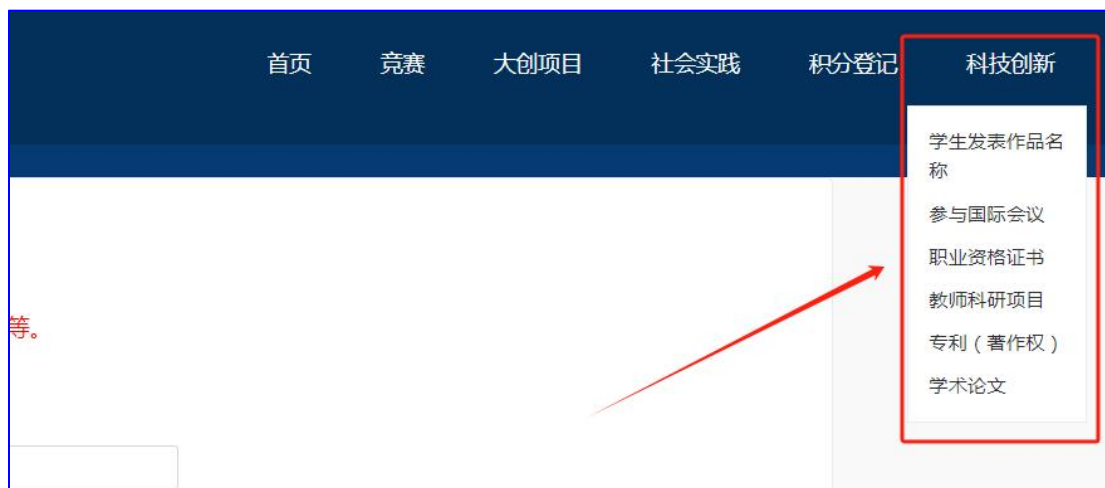 首页 竞赛 大创项目 社会实践 积分登记 科技创新
学生发表作品名
称
参与国际会议
职业资格证书
教师科研项目
等。
专利（著作权）
学术论文